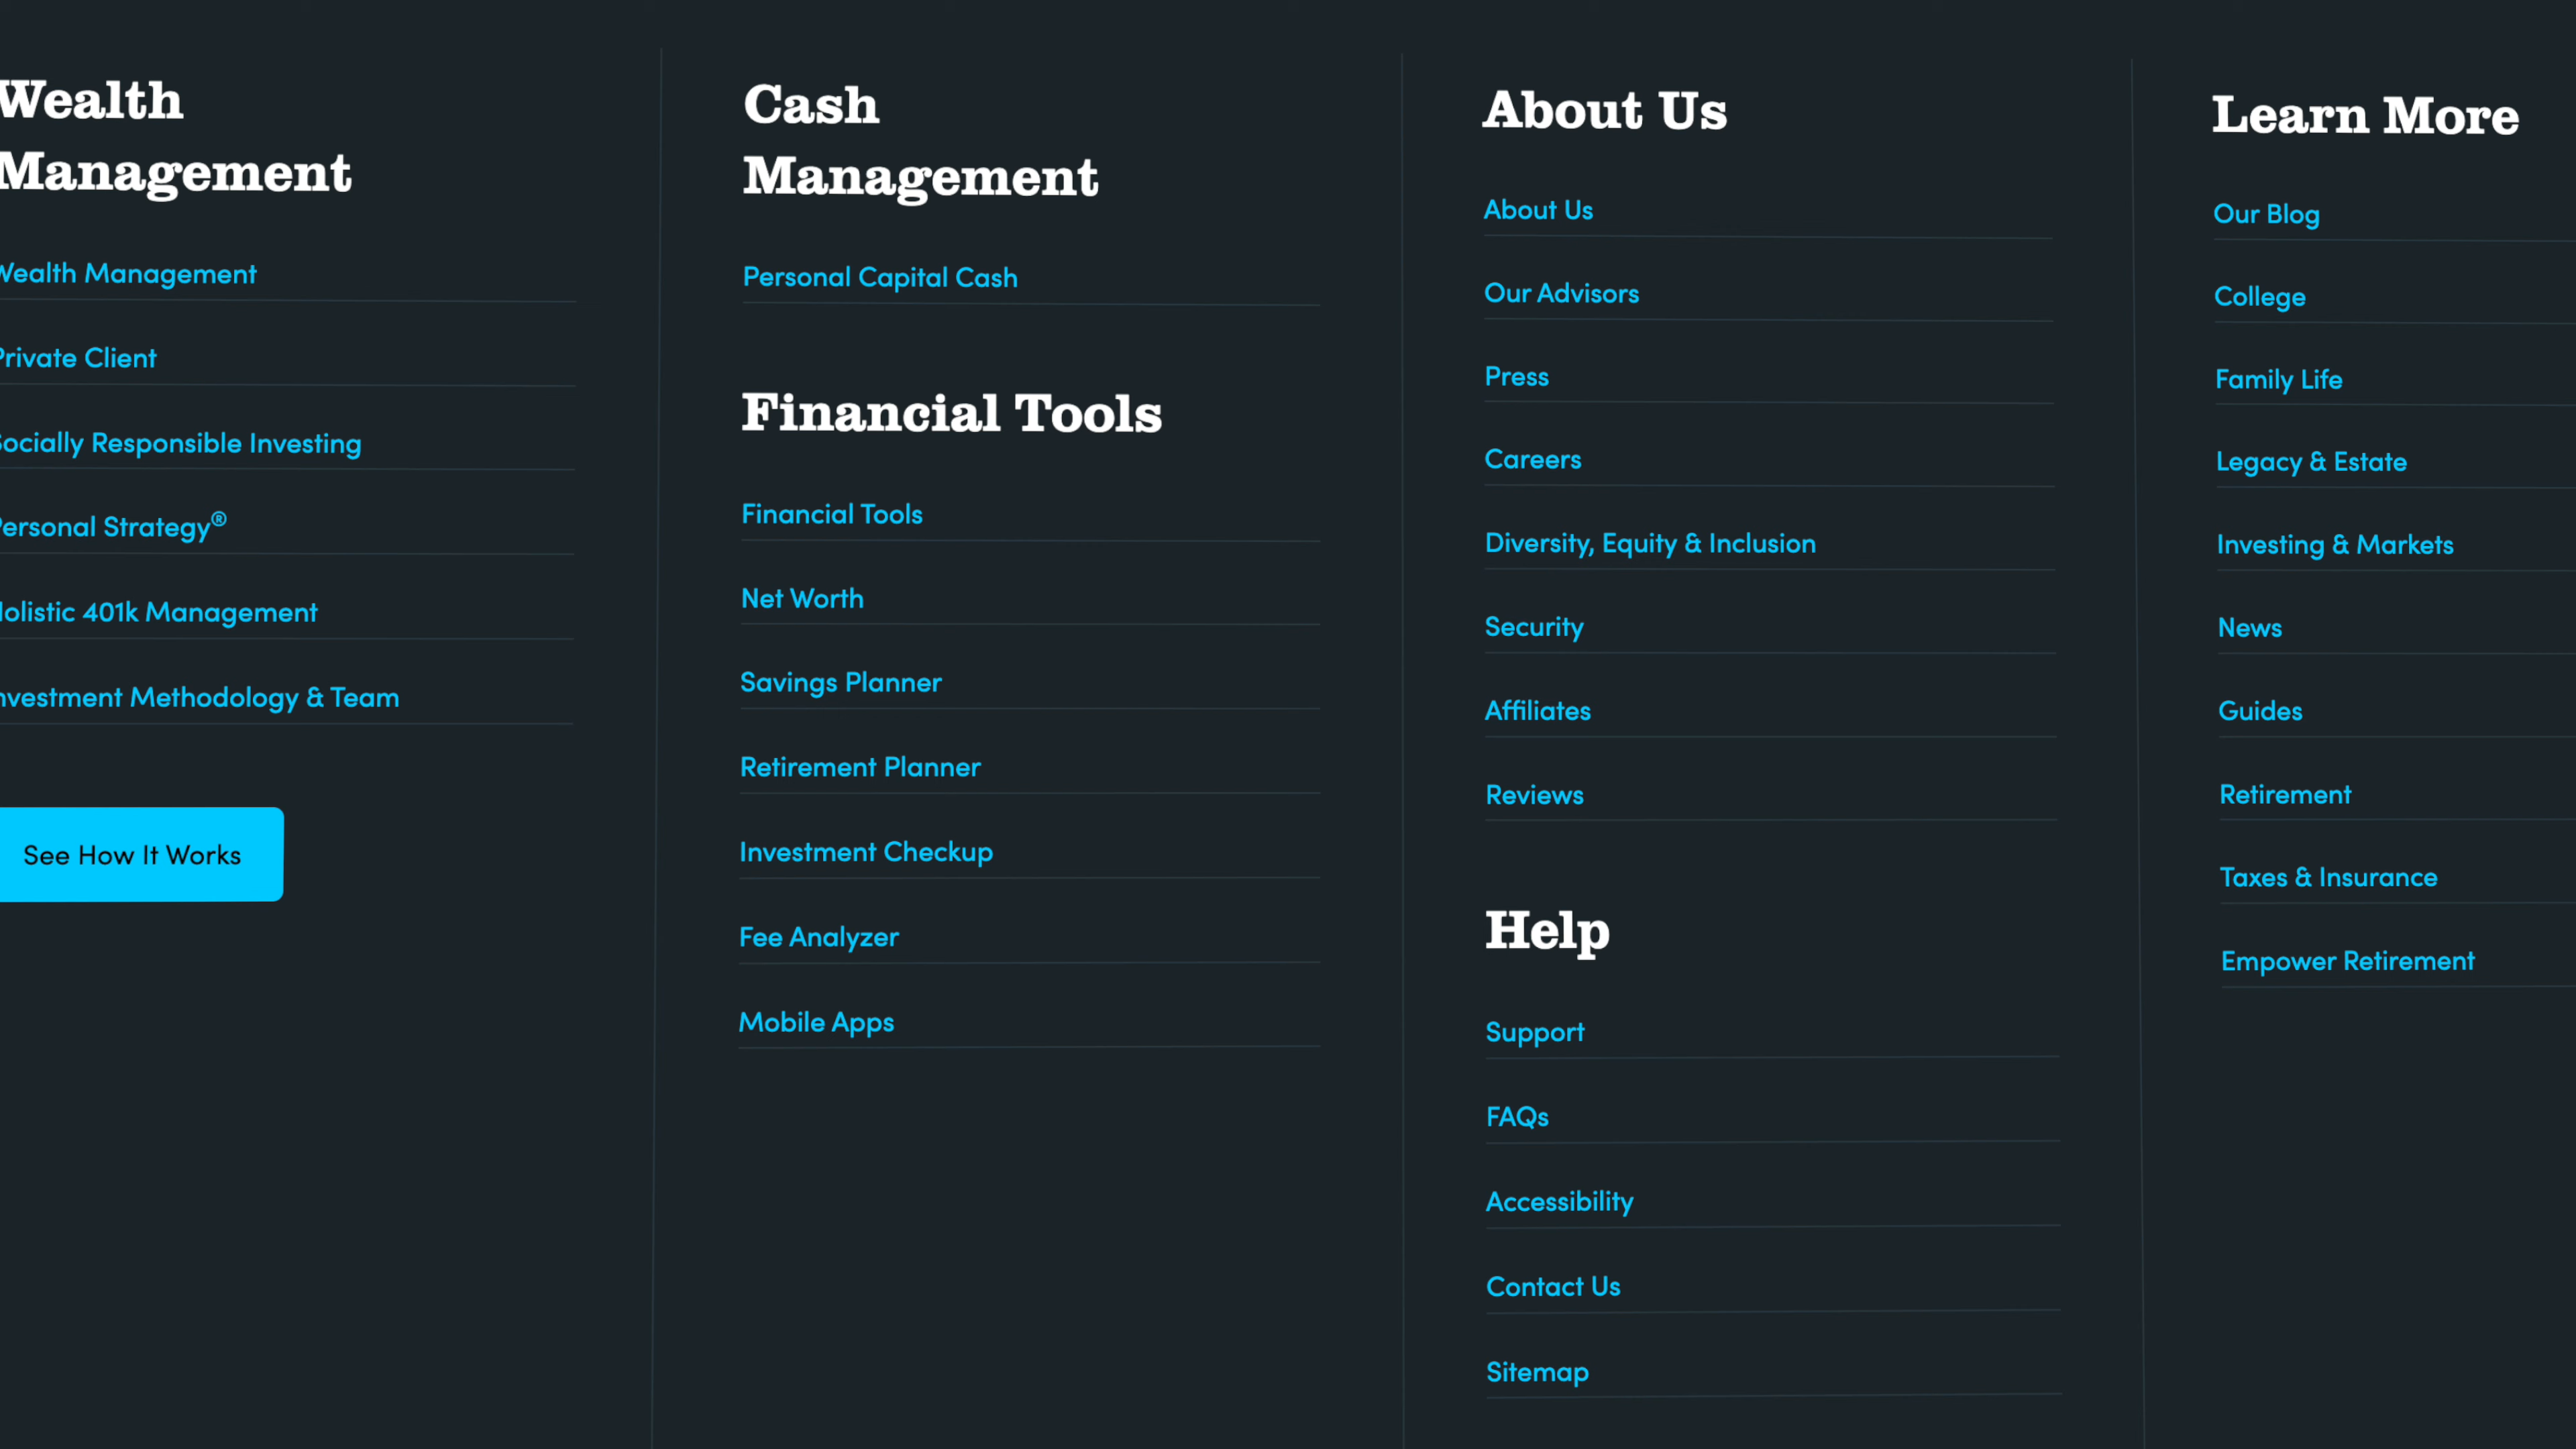 Wealth
Management
Wealth Management
Private Client
Socially Responsible Investing
Personal Strategy®
Holistic 401k Management
Investment Methodology & Team
See How It Works
Cash
Management
Personal Capital Cash
Financial Tools
Financial Tools
Net Worth
Savings Planner
Retirement Planner
Investment Checkup
Fee Analyzer
Mobile Apps
About Us
About Us
Our Advisors
Press
Careers
Diversity, Equity & Inclusion
Security
Affiliates
Reviews
Help
Support
FAQs
Accessibility
Contact Us
Sitemap
Learn More
Our Blog
College
Family Life
Legacy & Estate
Investing & Markets
News
Guides
Retirement
Taxes & Insurance
Empower Retirement